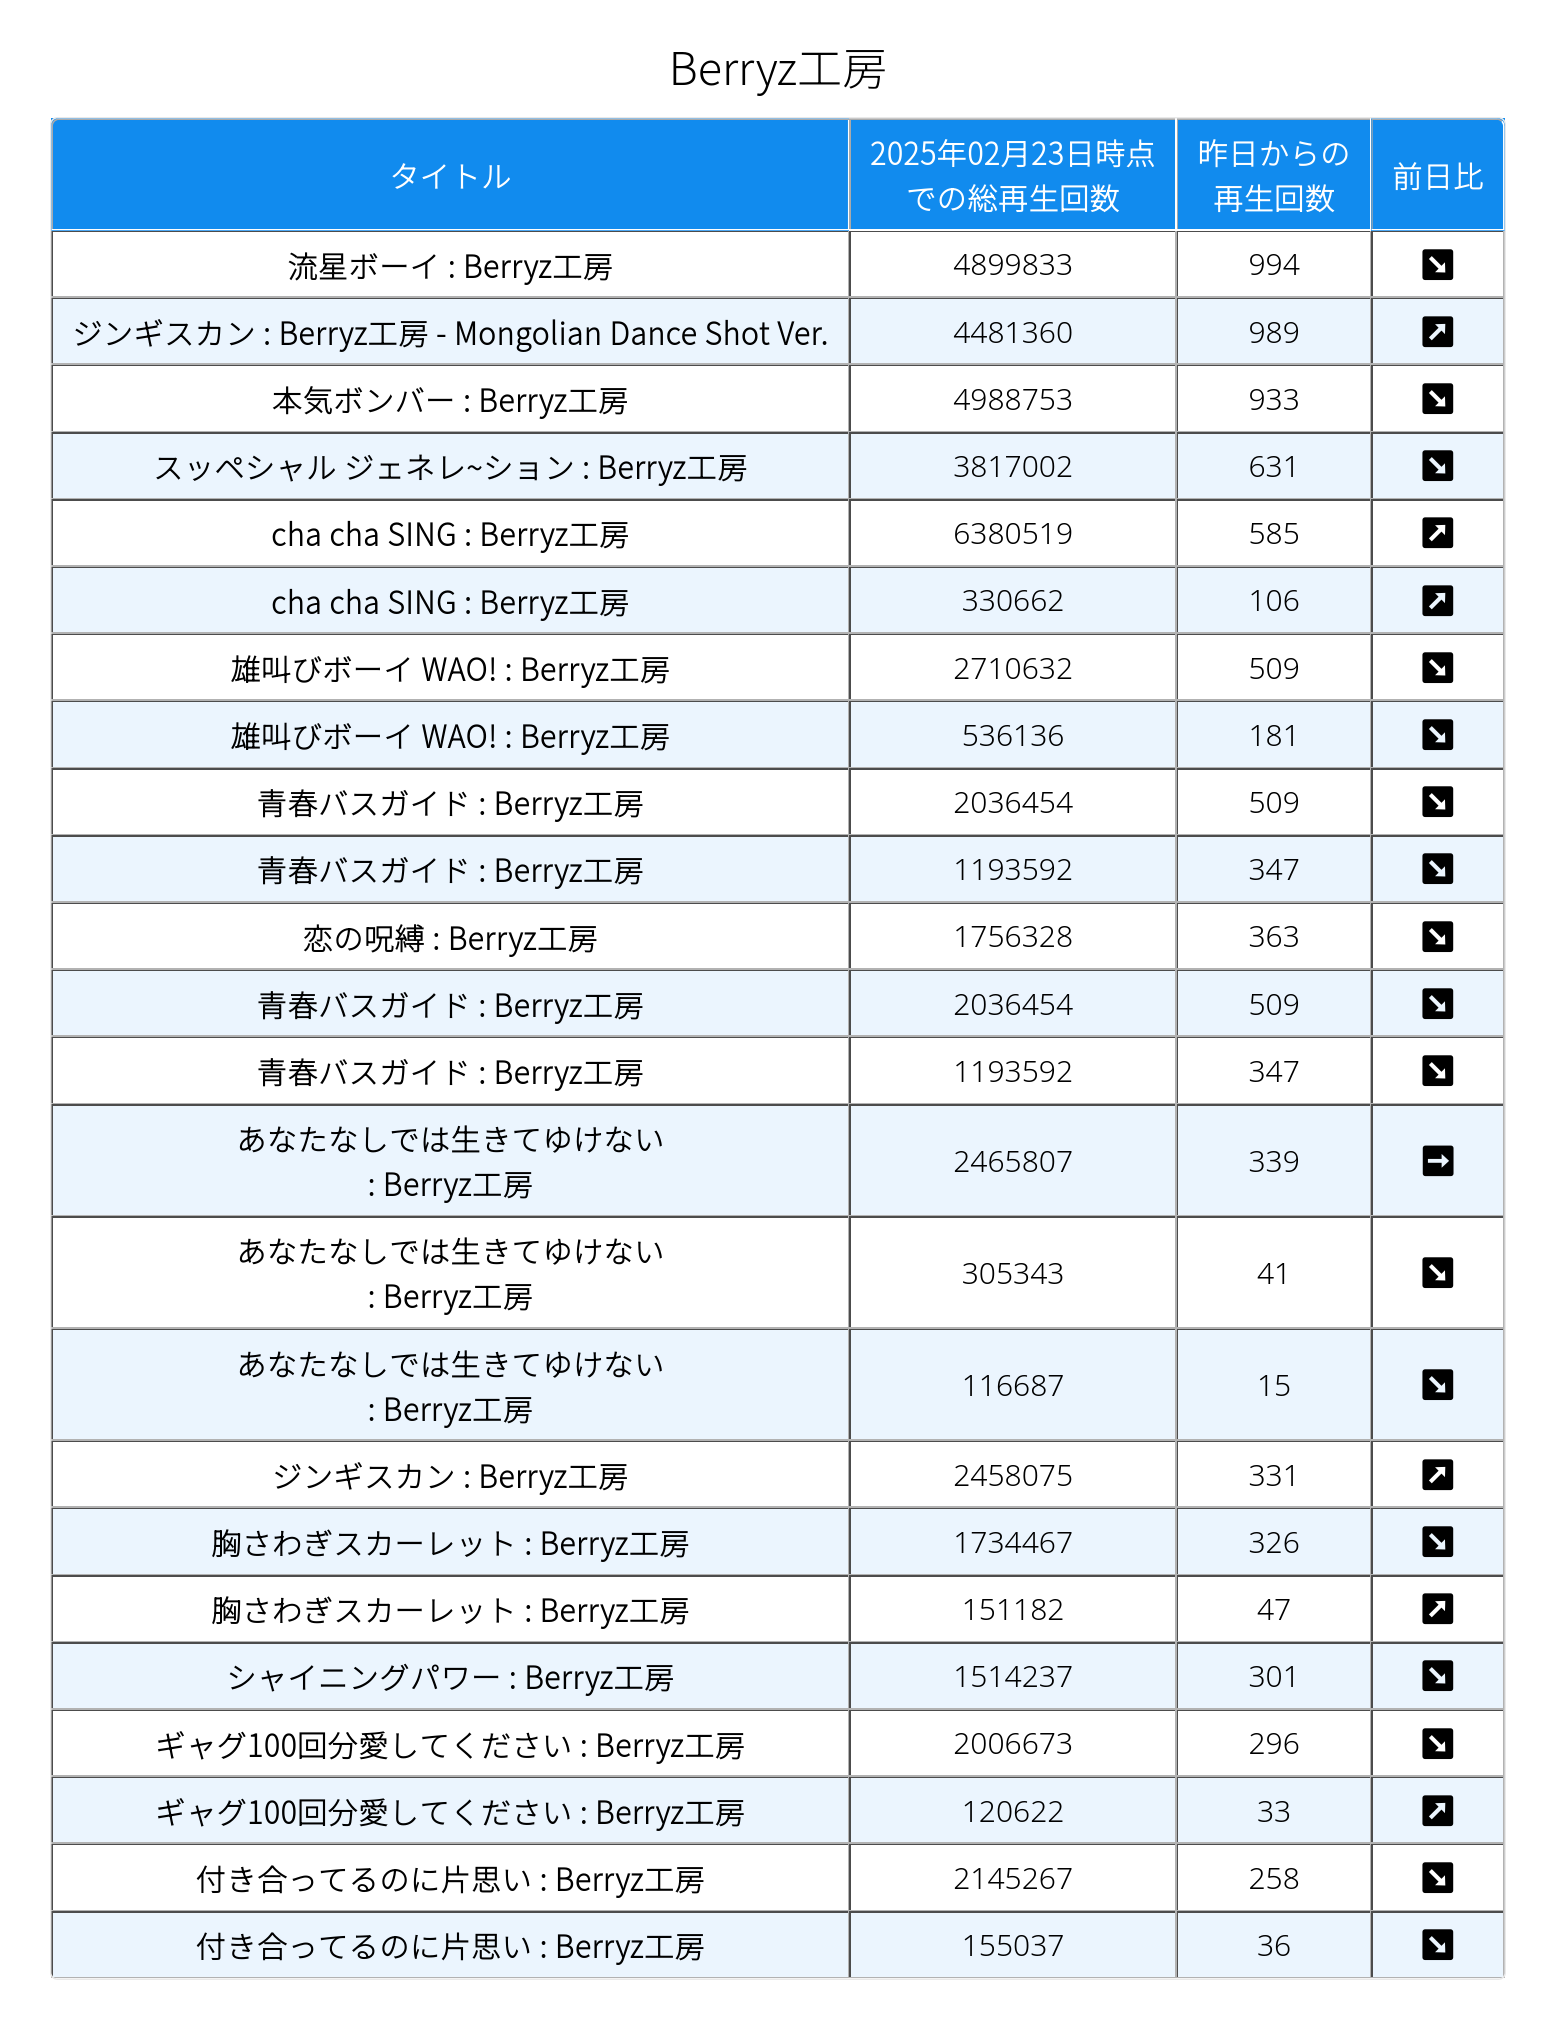 Berryz工房
タイトル 2025年02月23日時点での総再生回数 昨日からの再生回数 前日比
流星ボーイ : Berryz工房 4899833 994 ↘
ジンギスカン : Berryz工房 - Mongolian Dance Shot Ver. 4481360 989 ↗
本気ボンバー : Berryz工房 4988753 933 ↘
スッペシャル ジェネレ~ション : Berryz工房 3817002 631 ↘
cha cha SING : Berryz工房 6380519 585 ↗
cha cha SING : Berryz工房 330662 106 ↗
雄叫びボーイ WAO! : Berryz工房 2710632 509 ↘
雄叫びボーイ WAO! : Berryz工房 536136 181 ↘
青春バスガイド : Berryz工房 2036454 509 ↘
青春バスガイド : Berryz工房 1193592 347 ↘
恋の呪縛 : Berryz工房 1756328 363 ↘
青春バスガイド : Berryz工房 2036454 509 ↘
青春バスガイド : Berryz工房 1193592 347 ↘
あなたなしでは生きてゆけない : Berryz工房 2465807 339 →
あなたなしでは生きてゆけない : Berryz工房 305343 41 ↘
あなたなしでは生きてゆけない : Berryz工房 116687 15 ↘
ジンギスカン : Berryz工房 2458075 331 ↗
胸さわぎスカーレット : Berryz工房 1734467 326 ↘
胸さわぎスカーレット : Berryz工房 151182 47 ↗
シャイニングパワー : Berryz工房 1514237 301 ↘
ギャグ100回分愛してください : Berryz工房 2006673 296 ↘
ギャグ100回分愛してください : Berryz工房 120622 33 ↗
付き合ってるのに片思い : Berryz工房 2145267 258 ↘
付き合ってるのに片思い : Berryz工房 155037 36 ↘